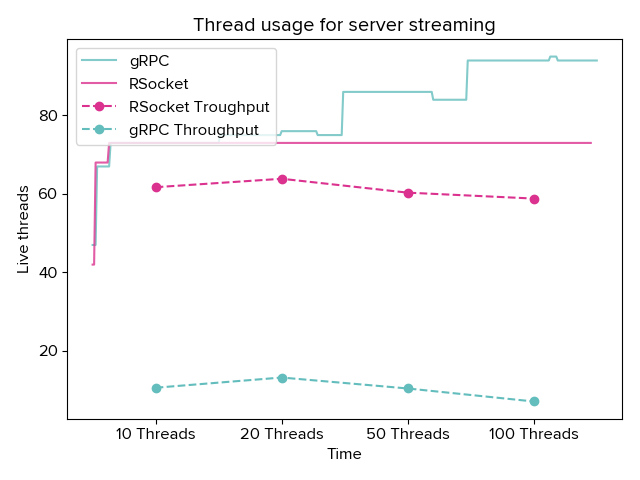 Thread usage for server streaming
gRPC
RSocket
RSocket Troughput
gRPC Throughput
Live threads
80
60
40
20
10 Threads 20 Threads 50 Threads 100 Threads
Time